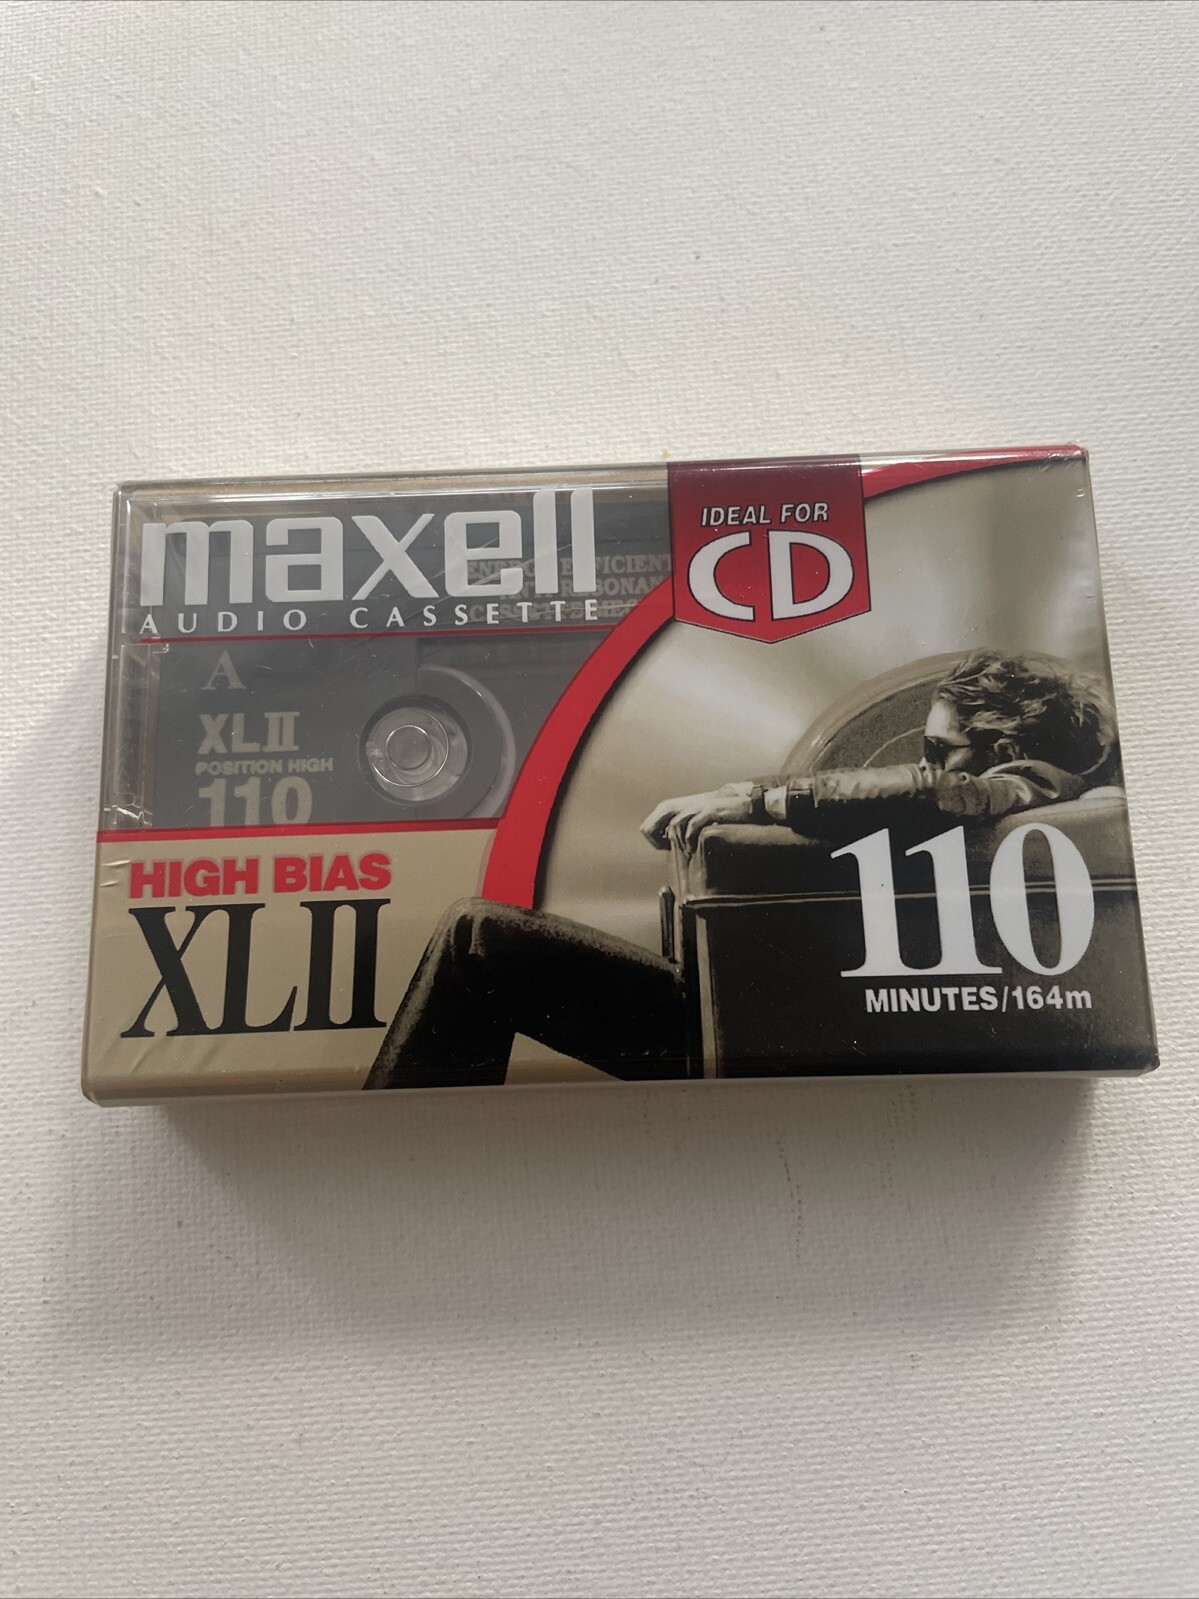 maxell
AUDIO CASSETTE
IDEAL FOR
CD
A
XLII
POSITION HIGH
110
HIGH BIAS
XLII
110
MINUTES/164m